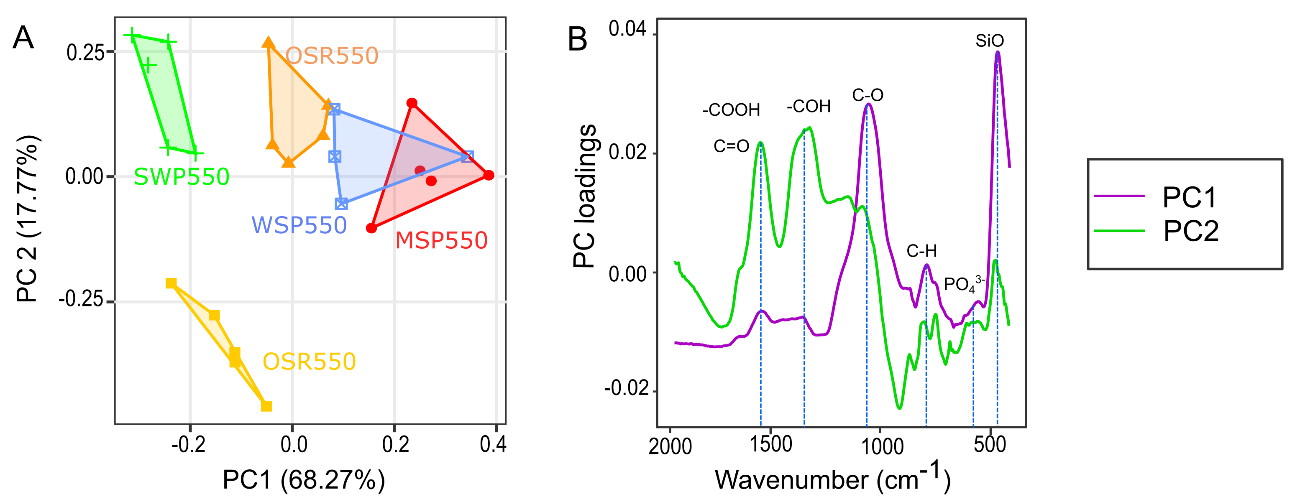 A
0.25
0.00
-0.25
PC 2 (17.77%)
OSR550
SWP550
WSP550
MSP550
OSR550
-0.2
0.0
0.2
0.4
PC1 (68.27%)
B
0.04
0.02
0.00
-0.02
PC loadings
-COOH
C=O
-COH
C-O
C-H
PO₄³⁻
SiO
2000
1500
1000
500
Wavenumber (cm⁻¹)
PC1
PC2